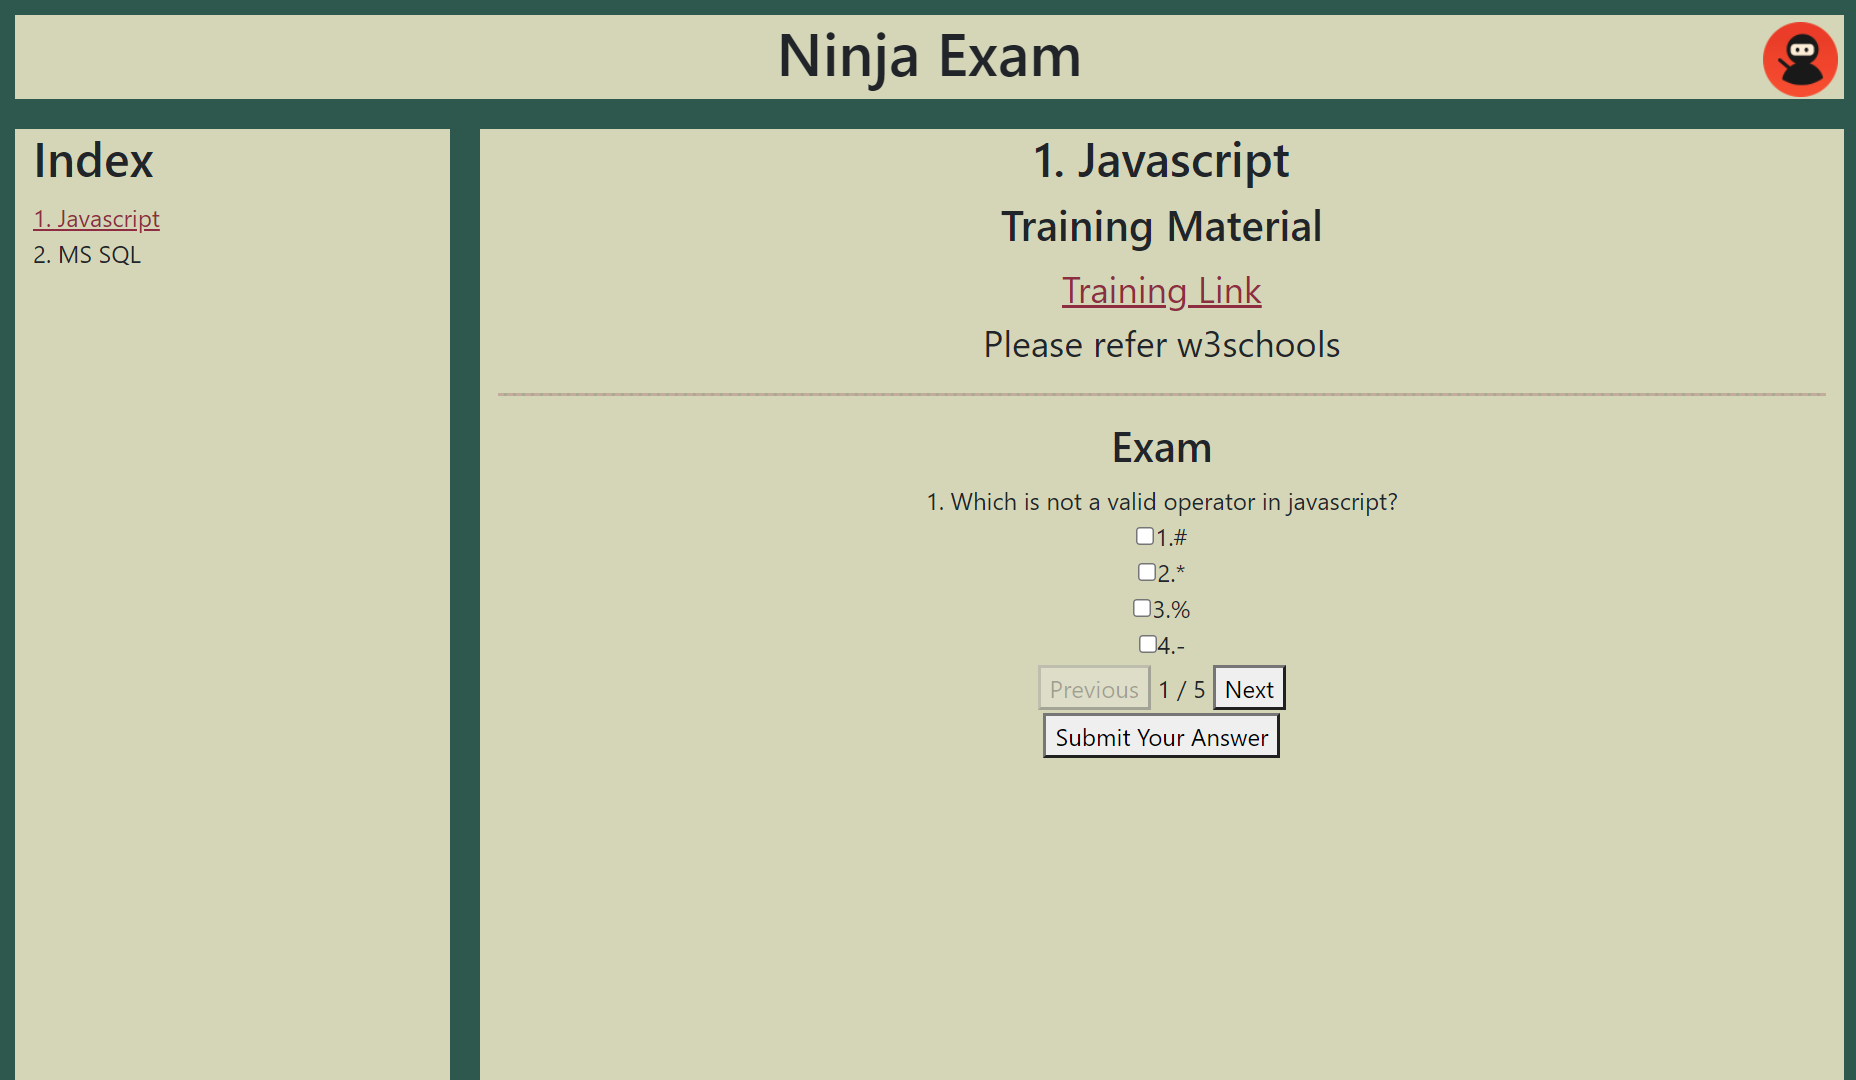 Ninja Exam
Index
1. Javascript
2. MS SQL
1. Javascript
Training Material
Training Link
Please refer w3schools
Exam
1. Which is not a valid operator in javascript?
1.#
2.*
3.%
4.-
Previous 1 / 5 Next
Submit Your Answer